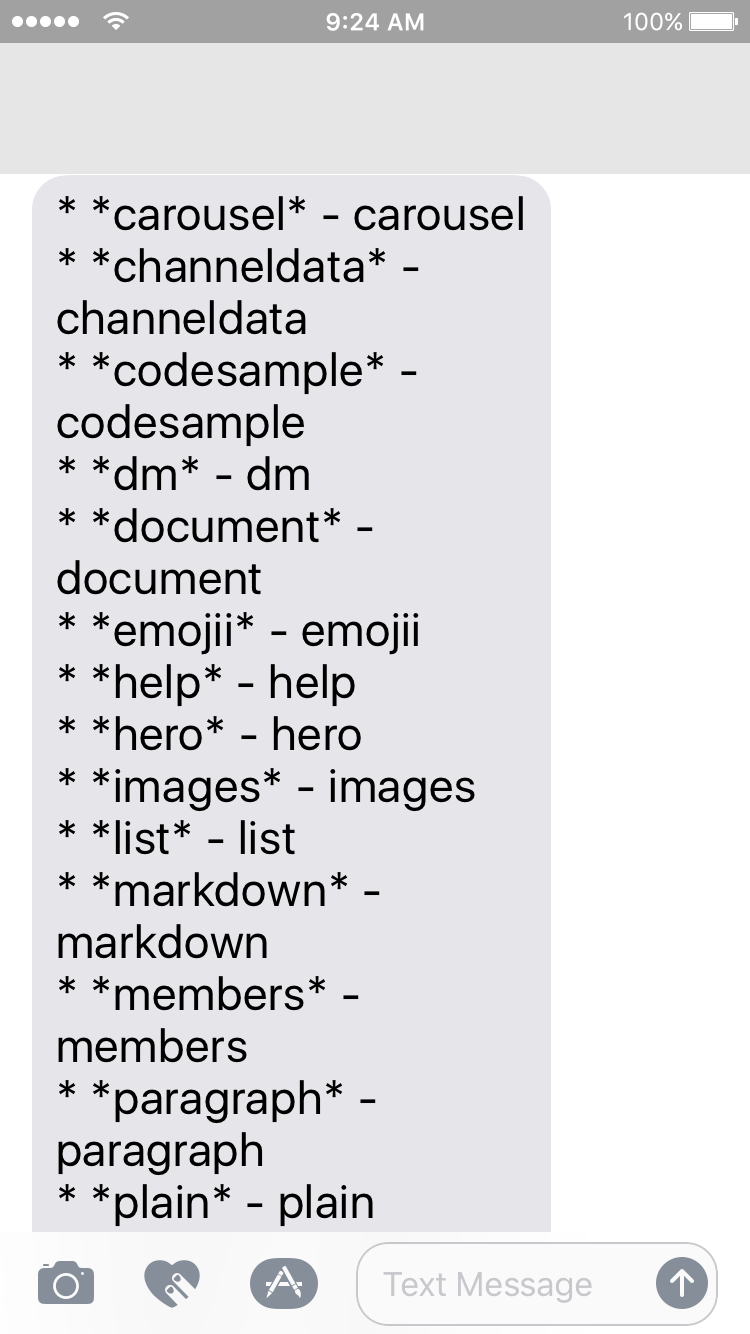 9:24 AM
100%
* *carousel* - carousel
* *channeldata* -
channeldata
* *codesample* -
codesample
* *dm* - dm
* *document* -
document
* *emojii* - emojii
* *help* - help
* *hero* - hero
* *images* - images
* *list* - list
* *markdown* -
markdown
* *members* -
members
* *paragraph* -
paragraph
* *plain* - plain
Text Message